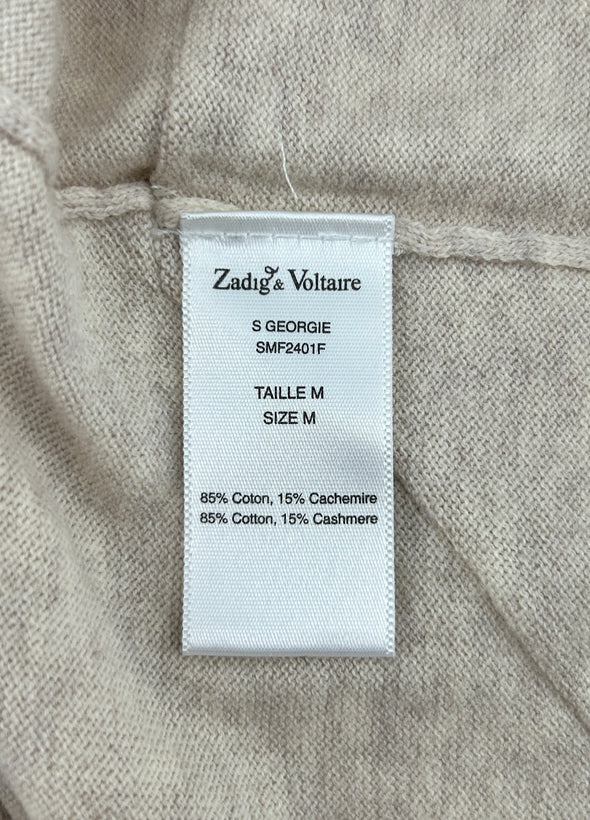 Zadig & Voltaire
S GEORGIE
SMF2401F
TAILLE M
SIZE M
85% Coton, 15% Cachemire
85% Cotton, 15% Cashmere